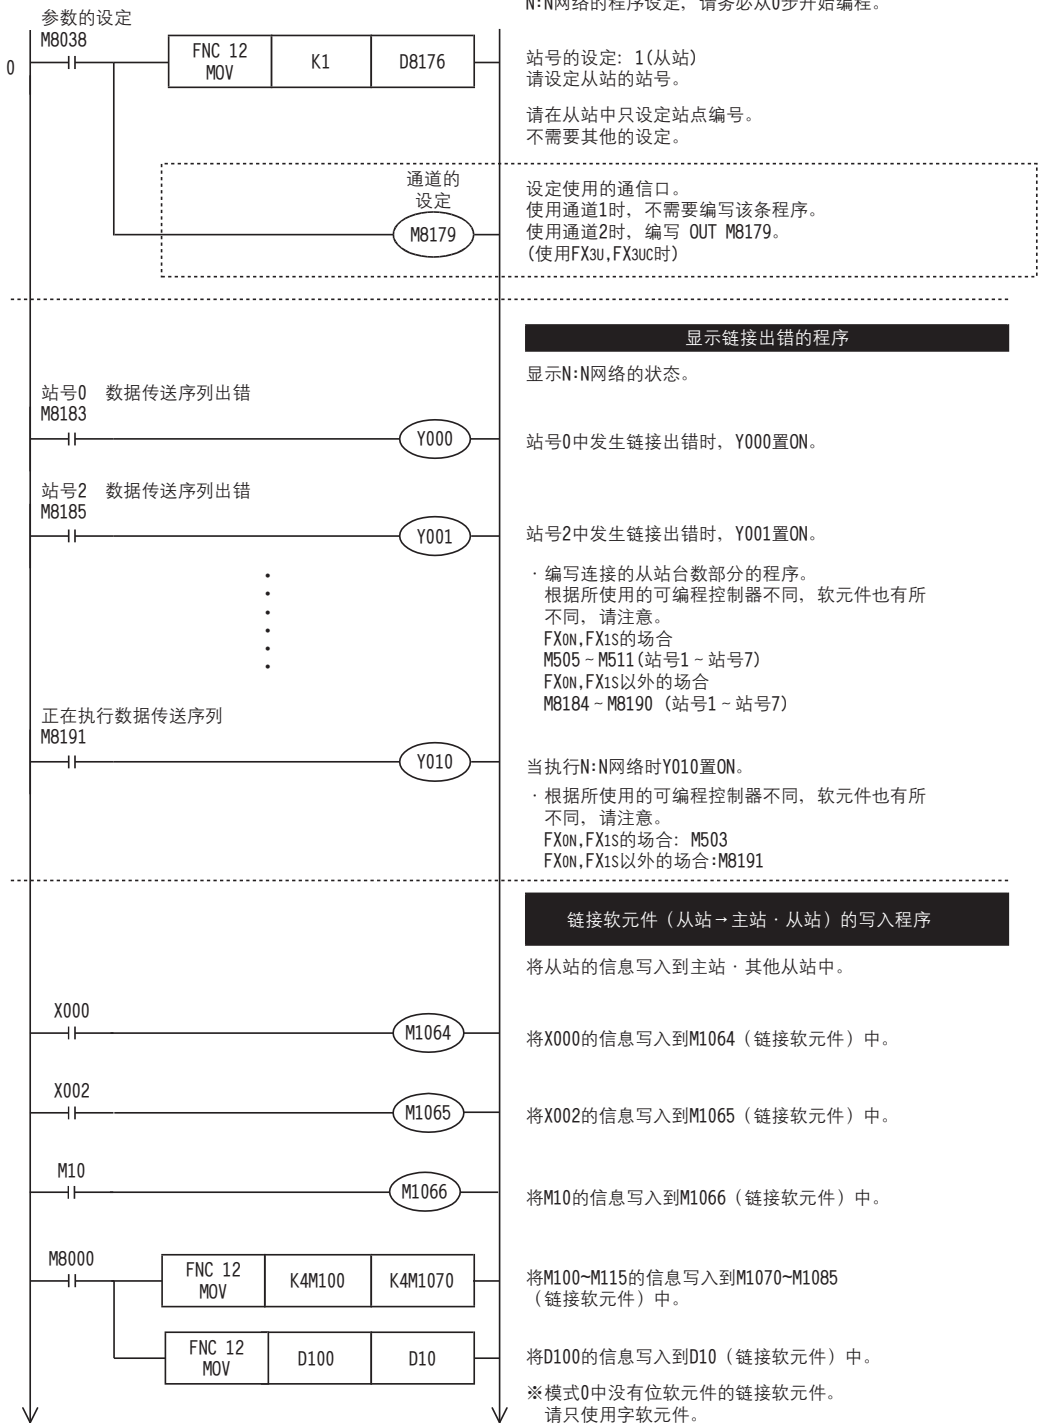 N:N网络的程序设定, 请务必从0步开始编程。
参数的设定
M8038
0
FNC 12
MOV
K1
D8176
站号的设定: 1(从站)
请设定从站的站号。
请在从站中只设定站点编号。
不需要其他的设定。
通道的
设定
M8179
设定使用的通信口。
使用通道1时, 不需要编写该条程序。
使用通道2时, 编写 OUT M8179。
(使用FX3U,FX3UC时)
显示链接出错的程序
显示N:N网络的状态。
站号0 数据传送序列出错
M8183
Y000
站号0中发生链接出错时, Y000置ON。
站号2 数据传送序列出错
M8185
Y001
站号2中发生链接出错时, Y001置ON。
·编写连接的从站台数部分的程序。
根据所使用的可编程控制器不同, 软元件也有所
不同, 请注意。
FX0N,FX1S的场合
M505~M511(站号1~站号7)
FX0N,FX1S以外的场合
M8184~M8190 (站号1~站号7)
正在执行数据传送序列
M8191
Y010
当执行N:N网络时Y010置ON。
·根据所使用的可编程控制器不同, 软元件也有所
不同, 请注意。
FX0N,FX1S的场合: M503
FX0N,FX1S以外的场合:M8191
链接软元件（从站→主站·从站）的写入程序
将从站的信息写入到主站·其他从站中。
X000
M1064
将X000的信息写入到M1064（链接软元件）中。
X002
M1065
将X002的信息写入到M1065（链接软元件）中。
M10
M1066
将M10的信息写入到M1066（链接软元件）中。
M8000
FNC 12
MOV
K4M100
K4M1070
将M100~M115的信息写入到M1070~M1085
（链接软元件）中。
FNC 12
MOV
D100
D10
将D100的信息写入到D10（链接软元件）中。
※模式0中没有位软元件的链接软元件。
请只使用字软元件。